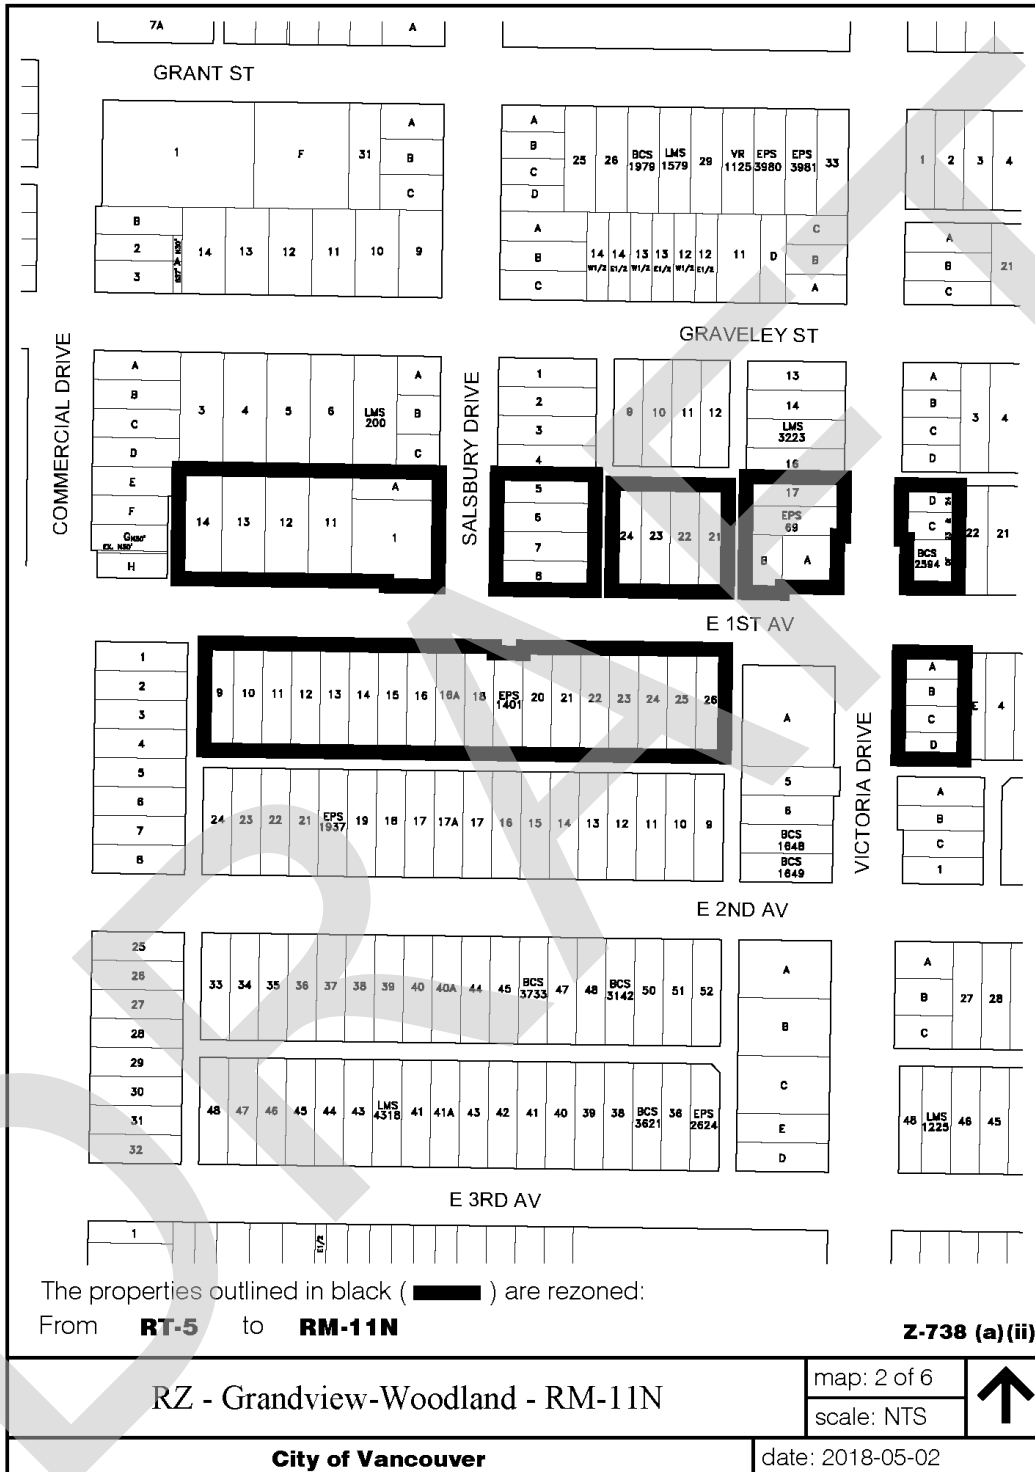 7A A
GRANT ST
1 F 31 A B C
A B C D 25 26 BCS 1979 LMS 1579 29 VR 1125 EPS 3980 EPS 3981 33
1 2 3 4
B 2 3 14 13 12 11 10 9
A B C 14 W1/2 14 E1/2 13 W1/2 13 E1/2 12 W1/2 12 E1/2 11 D C B A
A B C 21
GRAVELEY ST
COMMERCIAL DRIVE
SALSBURY DRIVE
VICTORIA DRIVE
A B C D E F G N30' EX. N30' H
3 4 5 6 LMS 200 A B C
14 13 12 11 A 1
1 2 3 4 5 6 7 8
9 10 11 12
24 23 22 21
13 14 LMS 3223 16 17 EPS 69 B A
A B C D 3 4
D C BCS 2594 22 21
E 1ST AV
1 2 3 4 5 6 7 8
9 10 11 12 13 14 15 16 16A 18 EPS 1401 20 21 22 23 24 25 26
A 5 6 BCS 1648 BCS 1649
A B C D E 4
24 23 22 21 EPS 1937 19 18 17 17A 17 16 15 14 13 12 11 10 9
A B C 1
E 2ND AV
25 26 27 28 29 30 31 32
33 34 35 36 37 38 39 40 40A 44 45 BCS 3733 47 48 BCS 3142 50 51 52
A B C E D
A B C 27 28
48 47 46 45 44 43 LMS 4318 41 41A 43 42 41 40 39 38 BCS 3621 36 EPS 2624
48 LMS 1225 46 45
E 3RD AV
1 E1/2
The properties outlined in black ( ) are rezoned:
From RT-5 to RM-11N
Z-738 (a)(ii)
RZ - Grandview-Woodland - RM-11N
map: 2 of 6
scale: NTS
City of Vancouver
date: 2018-05-02
DRAFT